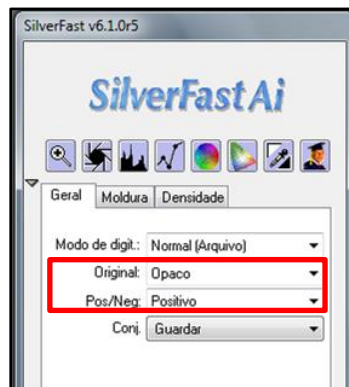 SilverFast v6.1.0r5
SilverFast Ai
Geral Moldura Densidade
Modo de digit.: Normal (Arquivo)
Original: Opaco
Pos/Neg: Positivo
Conj. Guardar